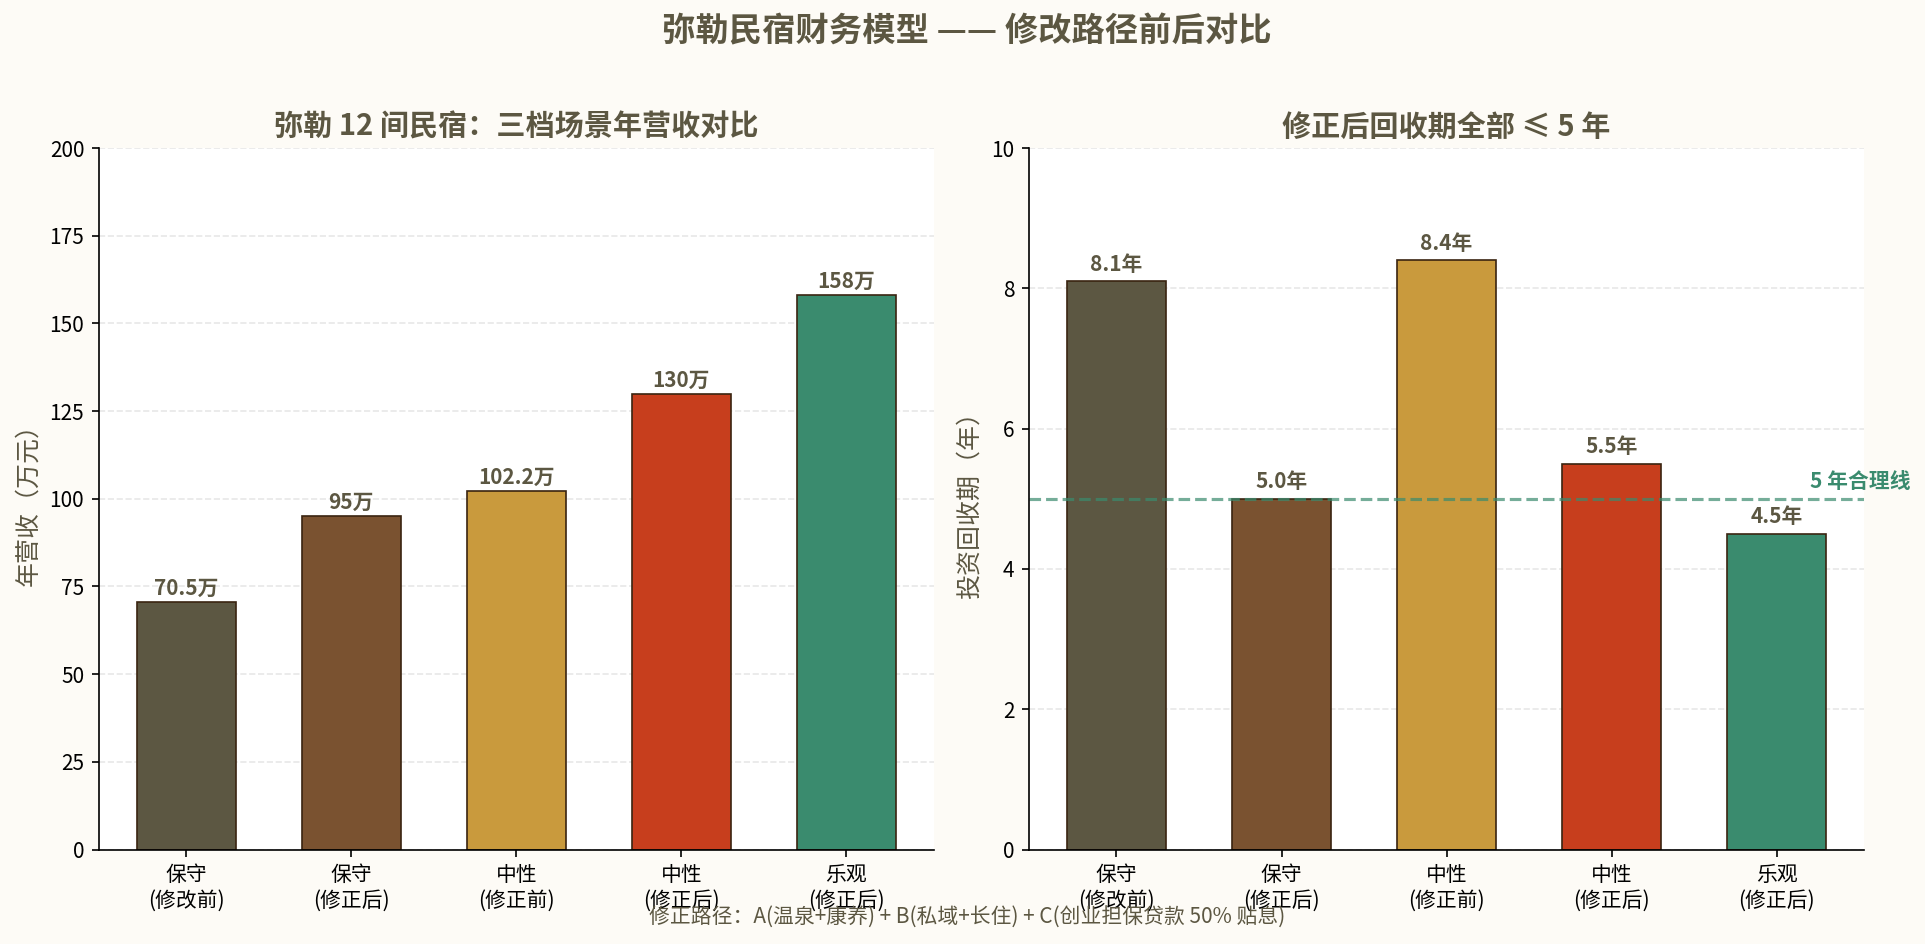 弥勒民宿财务模型 —— 修改路径前后对比
弥勒 12 间民宿：三档场景年营收对比
年营收（万元）
200
175
150
125
100
75
50
25
0
70.5万
95万
102.2万
130万
158万
保守
(修改前)
保守
(修正后)
中性
(修正前)
中性
(修正后)
乐观
(修正后)
修正后回收期全部 ≤ 5 年
投资回收期（年）
10
8
6
4
2
0
8.1年
5.0年
8.4年
5.5年
4.5年
5 年合理线
保守
(修改前)
保守
(修正后)
中性
(修正前)
中性
(修正后)
乐观
(修正后)
修正路径：A(温泉+康养) + B(私域+长住) + C(创业担保贷款 50% 贴息)